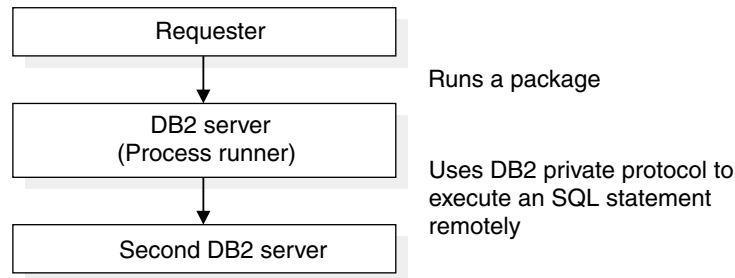 Requester
Runs a package
DB2 server
(Process runner)
Uses DB2 private protocol to
execute an SQL statement
remotely
Second DB2 server